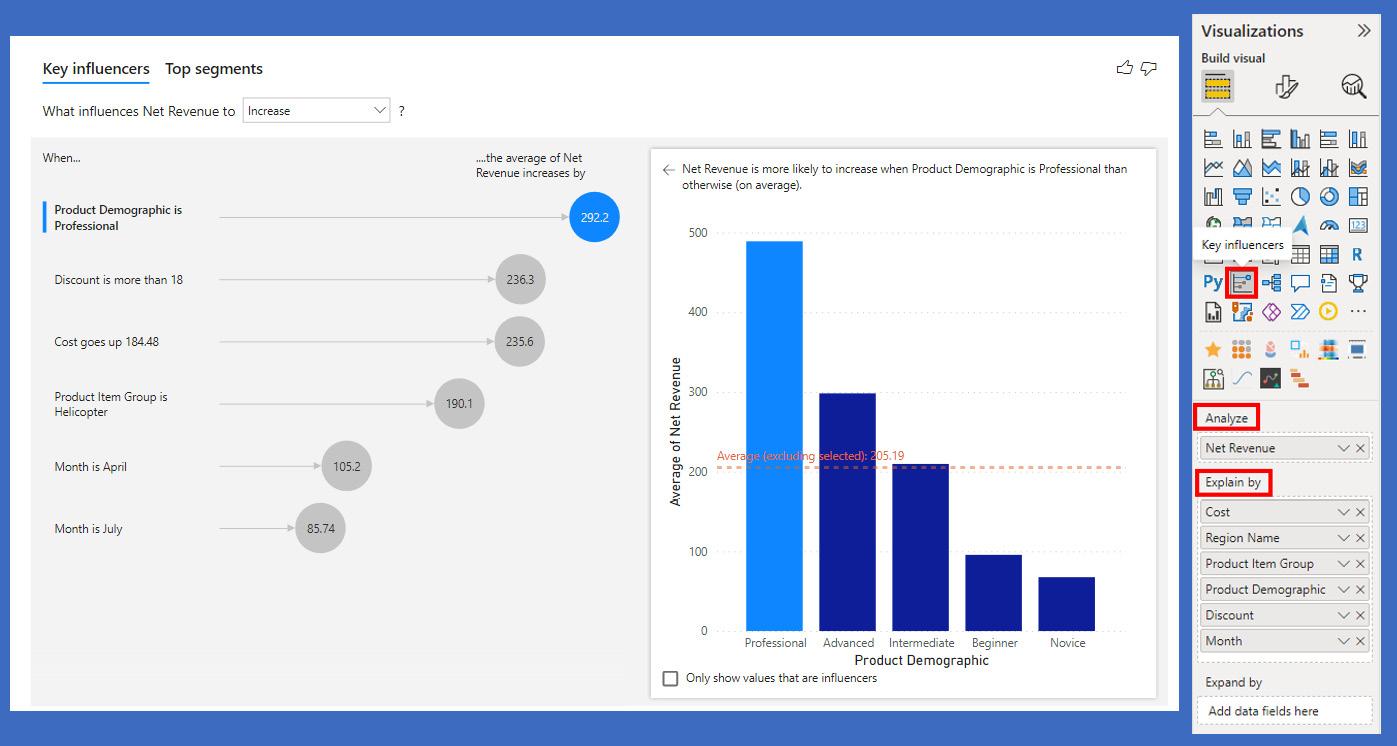 Key influencers Top segments
What influences Net Revenue to Increase ?
When...
....the average of Net
Revenue increases by
Product Demographic is
Professional
292.2
Discount is more than 18
236.3
Cost goes up 184.48
235.6
Product Item Group is
Helicopter
190.1
Month is April
105.2
Month is July
85.74
Net Revenue is more likely to increase when Product Demographic is Professional than
otherwise (on average).
Average of Net Revenue
500
400
300
200
100
0
Average (excluding selected): 205.19
Professional Advanced Intermediate Beginner Novice
Product Demographic
Only show values that are influencers
Visualizations
Build visual
123
Key influencers
R
Py
Analyze
Net Revenue
Explain by
Cost
Region Name
Product Item Group
Product Demographic
Discount
Month
Expand by
Add data fields here